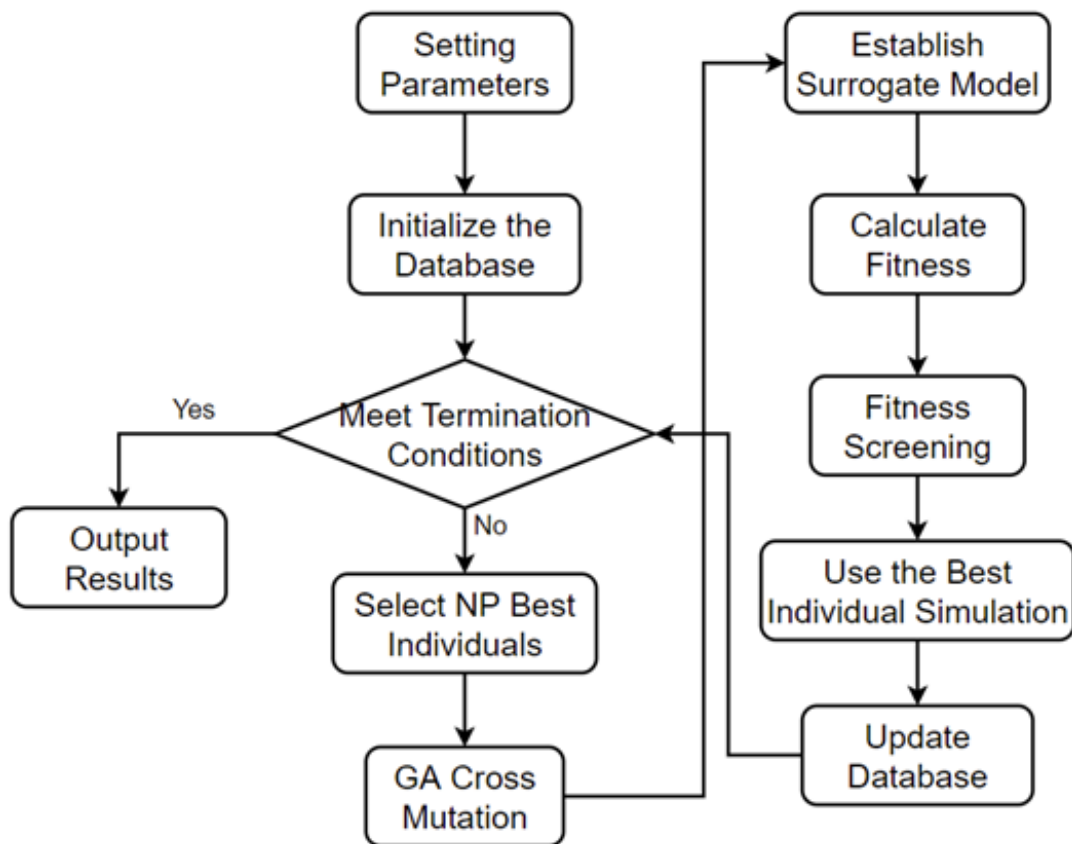 Setting
Parameters
Initialize the
Database
Meet Termination
Conditions
Yes
Output
Results
No
Select NP Best
Individuals
GA Cross
Mutation
Establish
Surrogate Model
Calculate
Fitness
Fitness
Screening
Use the Best
Individual Simulation
Update
Database